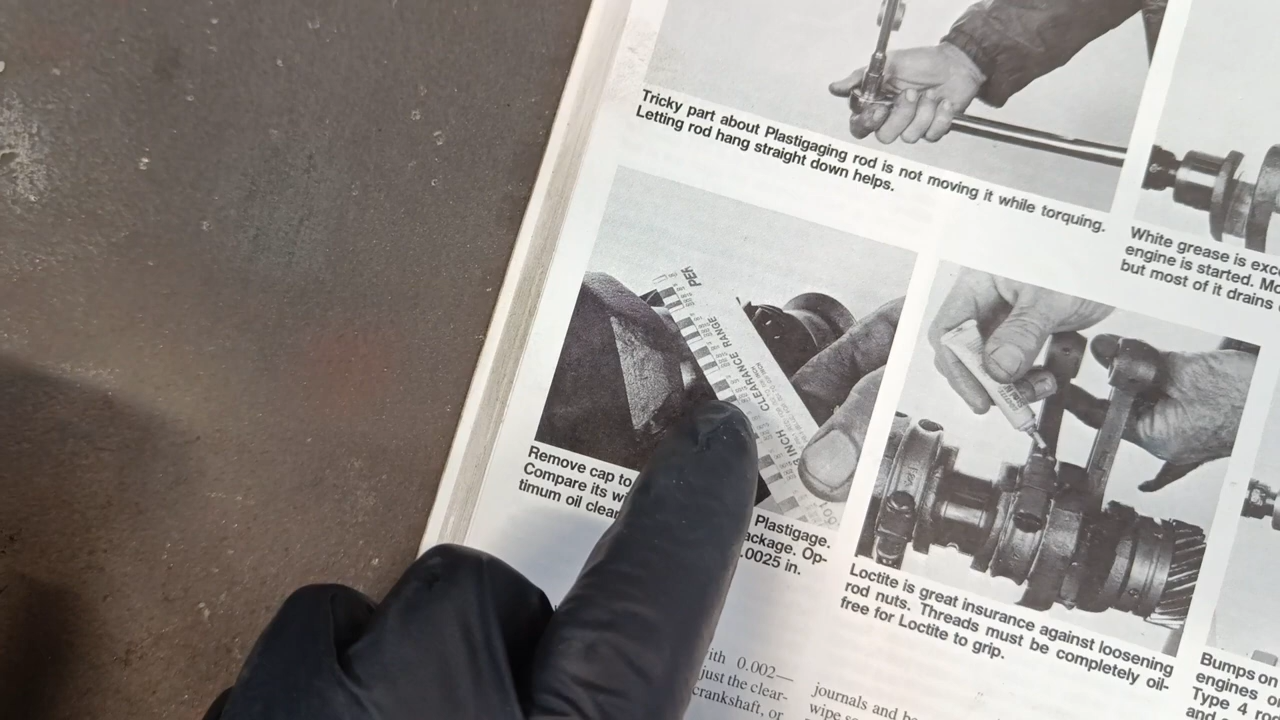 Tricky part about Plastigaging rod is not moving it while torquing.
Letting rod hang straight down helps.
White grease is exc
engine is started. Mo
but most of it drains
CLEARANCE RANGE
INCH
Remove cap to
Plastigage.
Compare its wi
ackage. Op-
timum oil clear
.0025 in.
Loctite is great insurance against loosening
rod nuts. Threads must be completely oil-
free for Loctite to grip.
Bumps on
engines o
Type 4 ro
and
ith 0.002—
just the clear-
crankshaft, or
journals and b
wipe